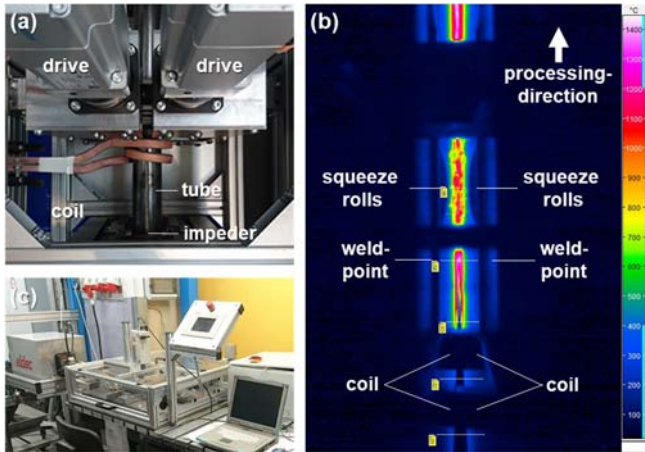 (a)
drive
drive
coil
tube
impeder
(c)
(b)
processing-
direction
squeeze
rolls
squeeze
rolls
weld-
point
weld-
point
coil
coil
°C
1400
1300
1200
1100
1000
900
800
700
600
500
400
300
200
100